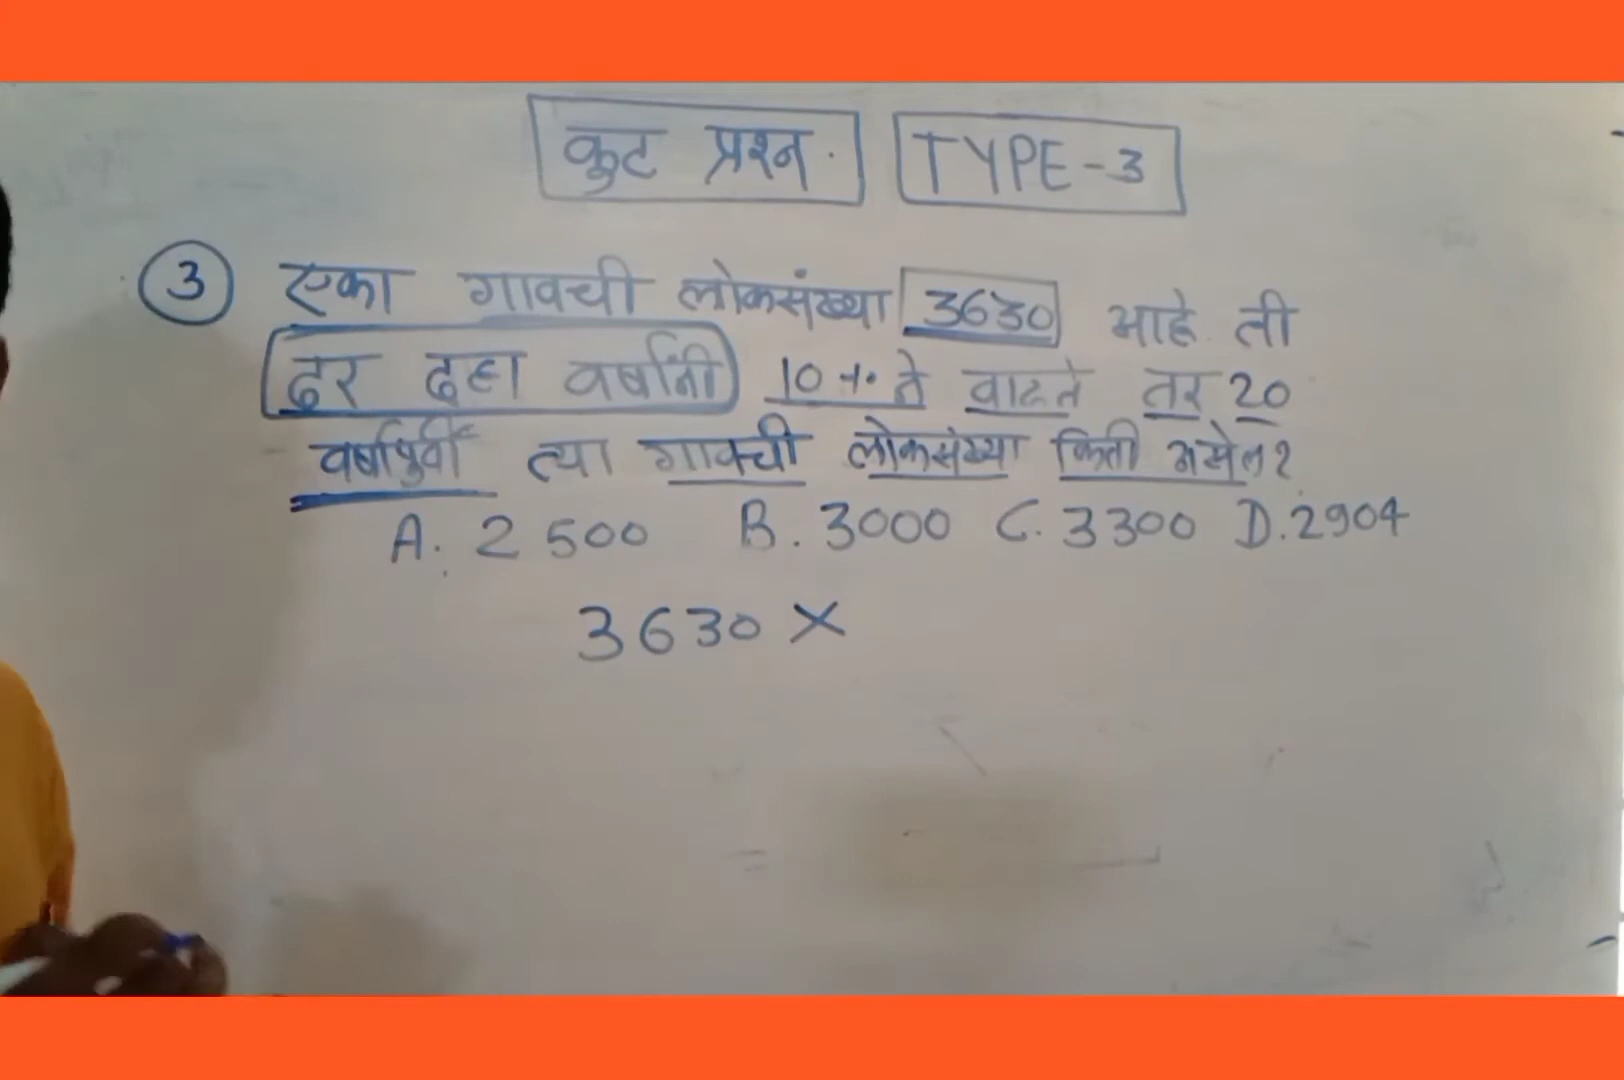 कुट प्रश्न. TYPE-3
3 एका गावची लोकसंख्या 3630 आहे ती
दर दहा वर्षांनी 10% ने वाढते तर 20
वर्षापुर्वी त्या गावची लोकसंख्या किती असेल?
A. 2500 B. 3000 C. 3300 D. 2904
3630 ×